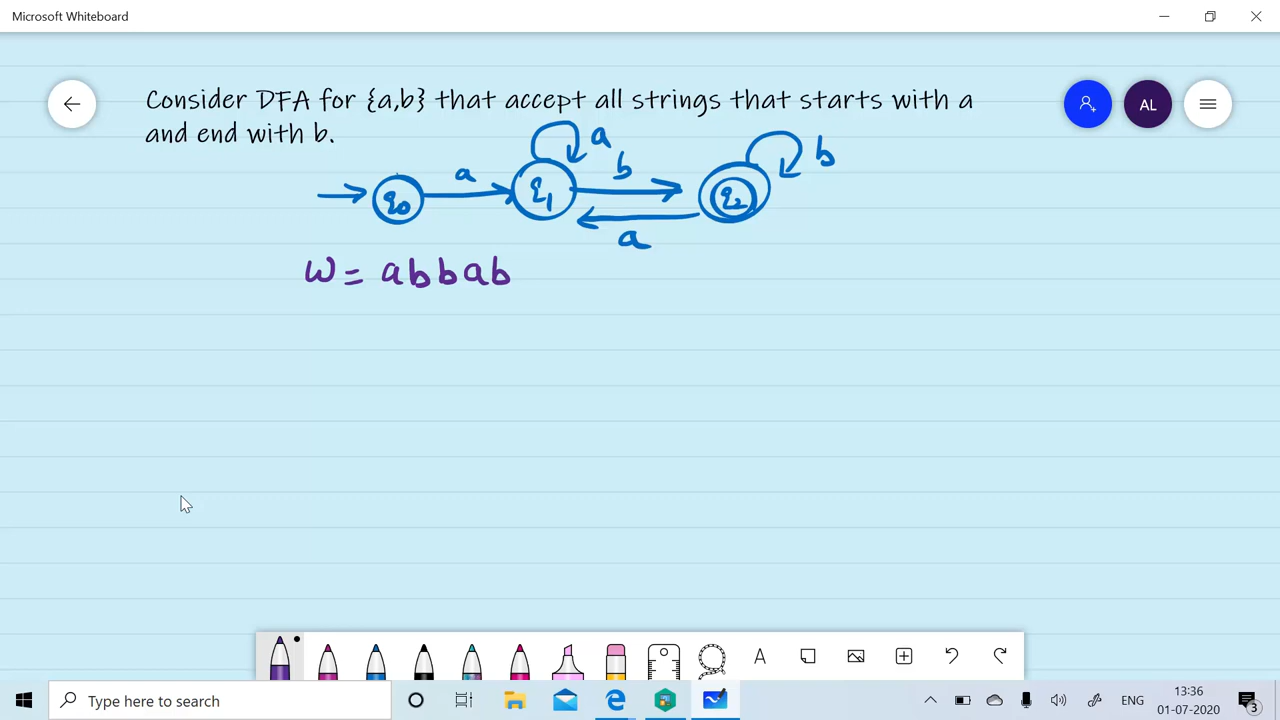 Microsoft Whiteboard
Consider DFA for {a,b} that accept all strings that starts with a
and end with b.
AL
a
a
b
b
q0
q1
q2
a
W = abbab
A
Type here to search
ENG
13:36
01-07-2020
3